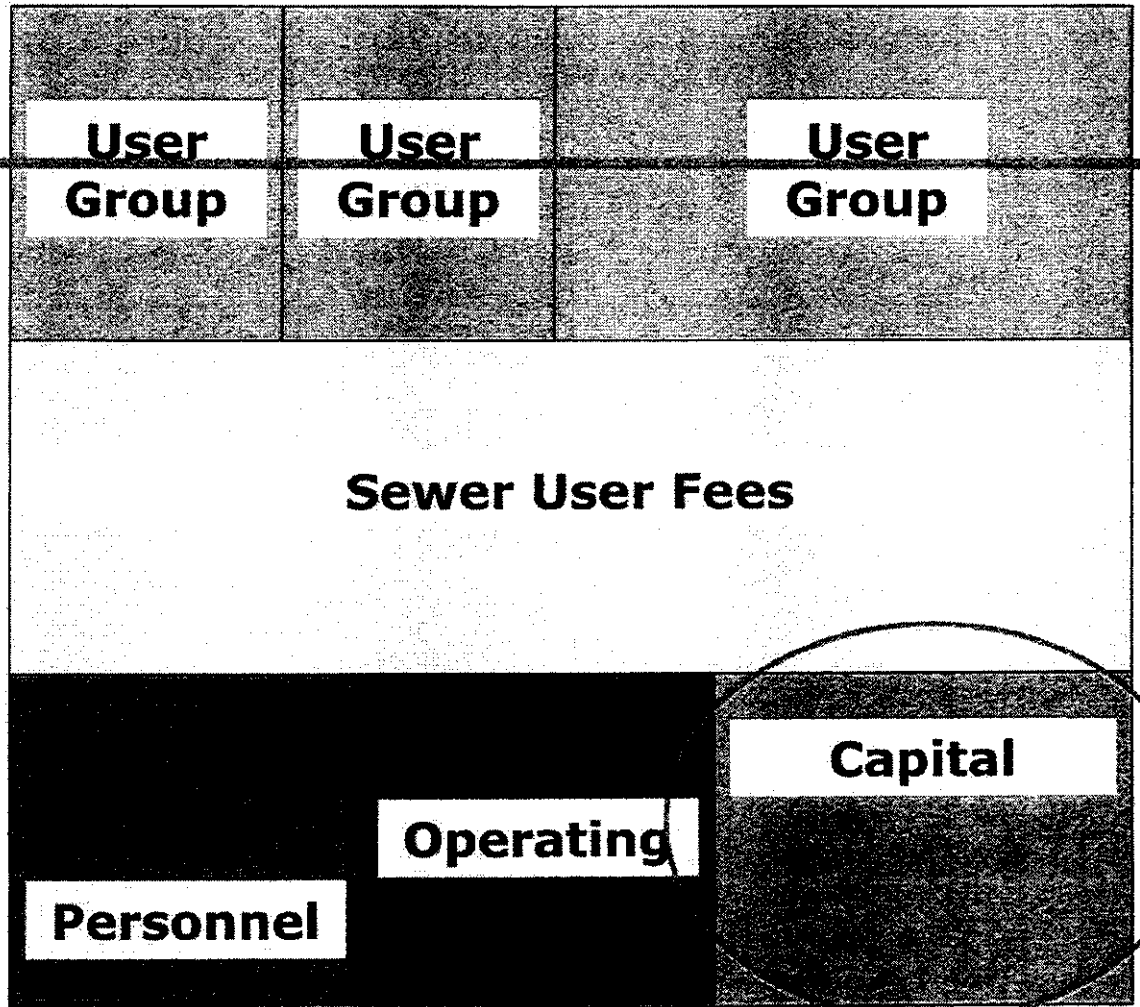 User User User
Group Group Group
Sewer User Fees
Capital
Operating
Personnel